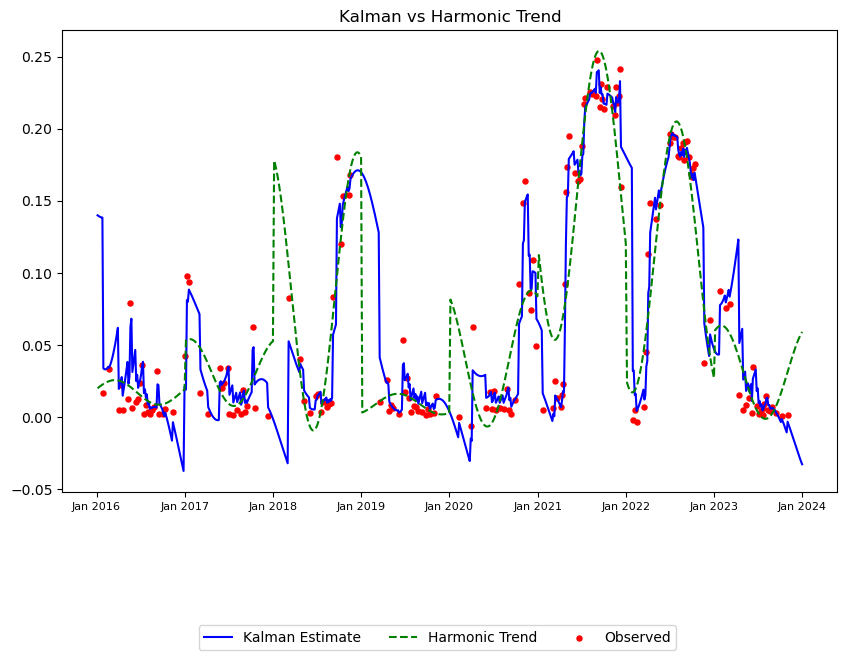 Kalman vs Harmonic Trend
0.25
0.20
0.15
0.10
0.05
0.00
−0.05
Jan 2016 Jan 2017 Jan 2018 Jan 2019 Jan 2020 Jan 2021 Jan 2022 Jan 2023 Jan 2024
Kalman Estimate Harmonic Trend Observed